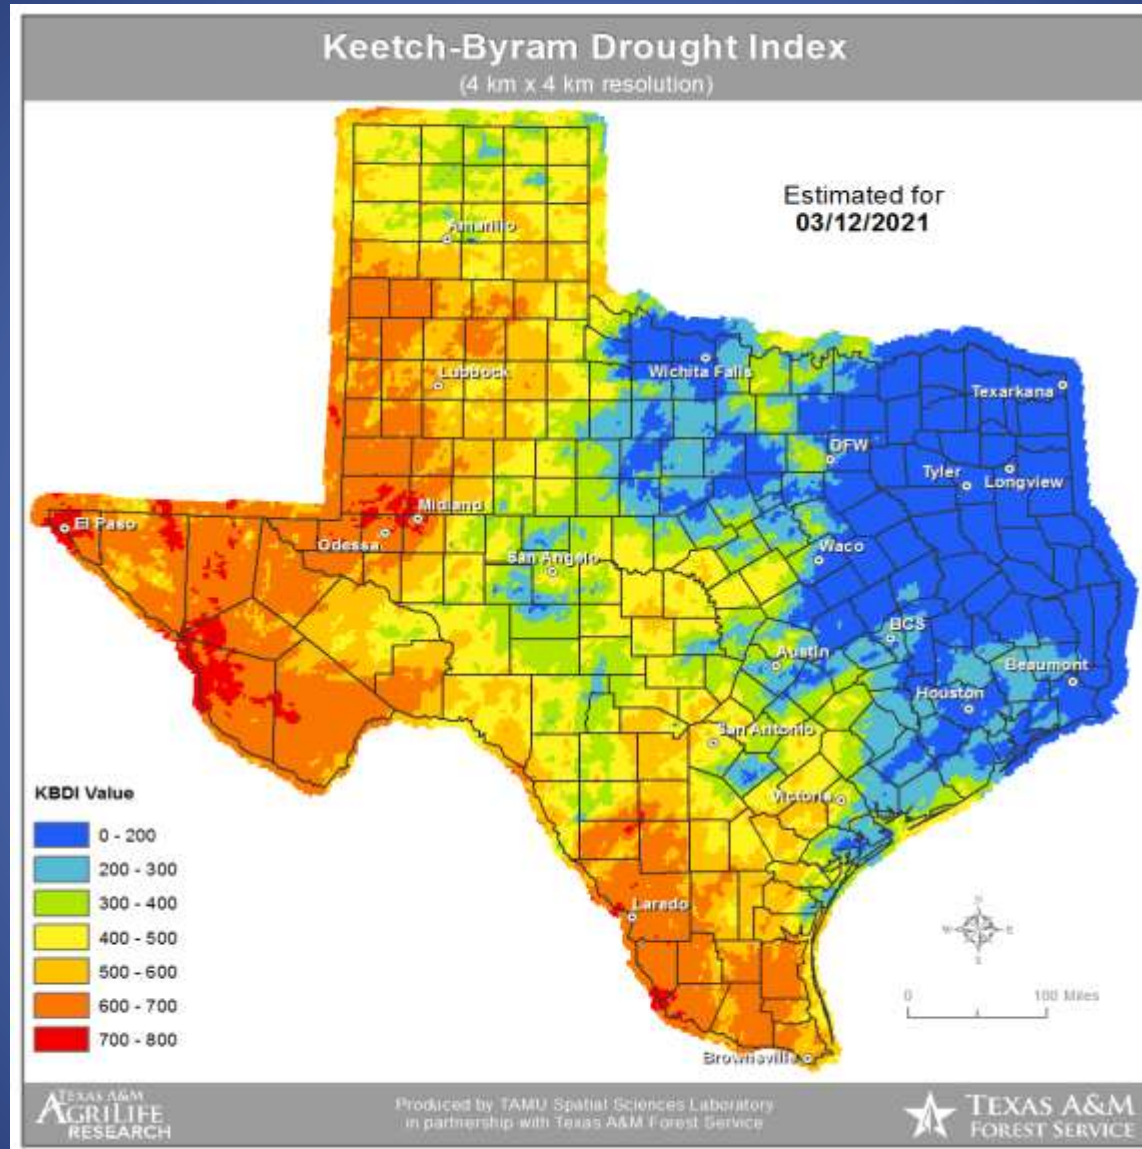 Keetch-Byram Drought Index
(4 km x 4 km resolution)
Estimated for
03/12/2021
Amarillo
Lubbock
Wichita Falls
Texarkana
DFW
Tyler
Longview
Midland
El Paso
Odessa
San Angelo
Waco
BCS
Austin
Beaumont
Houston
San Antonio
Victoria
Laredo
Brownsville
KBDI Value
0 - 200
200 - 300
300 - 400
400 - 500
500 - 600
600 - 700
700 - 800
N
W
E
S
0
100 Miles
TEXAS A&M
AGRILIFE
RESEARCH
Produced by TAMU Spatial Sciences Laboratory
in partnership with Texas A&M Forest Service
TEXAS A&M
FOREST SERVICE